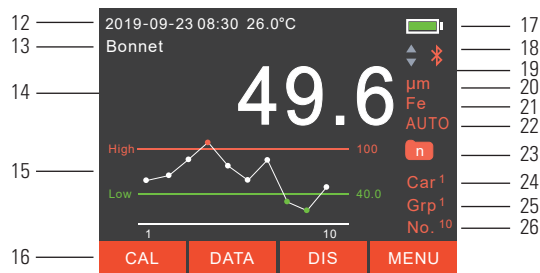 12
2019-09-23 08:30 26.0°C
17
13
Bonnet
18
19
14
49.6
µm
20
Fe
21
AUTO
22
High
100
n
23
15
Low
40.0
Car 1
24
Grp 1
25
No. 10
26
1
10
16
CAL
DATA
DIS
MENU